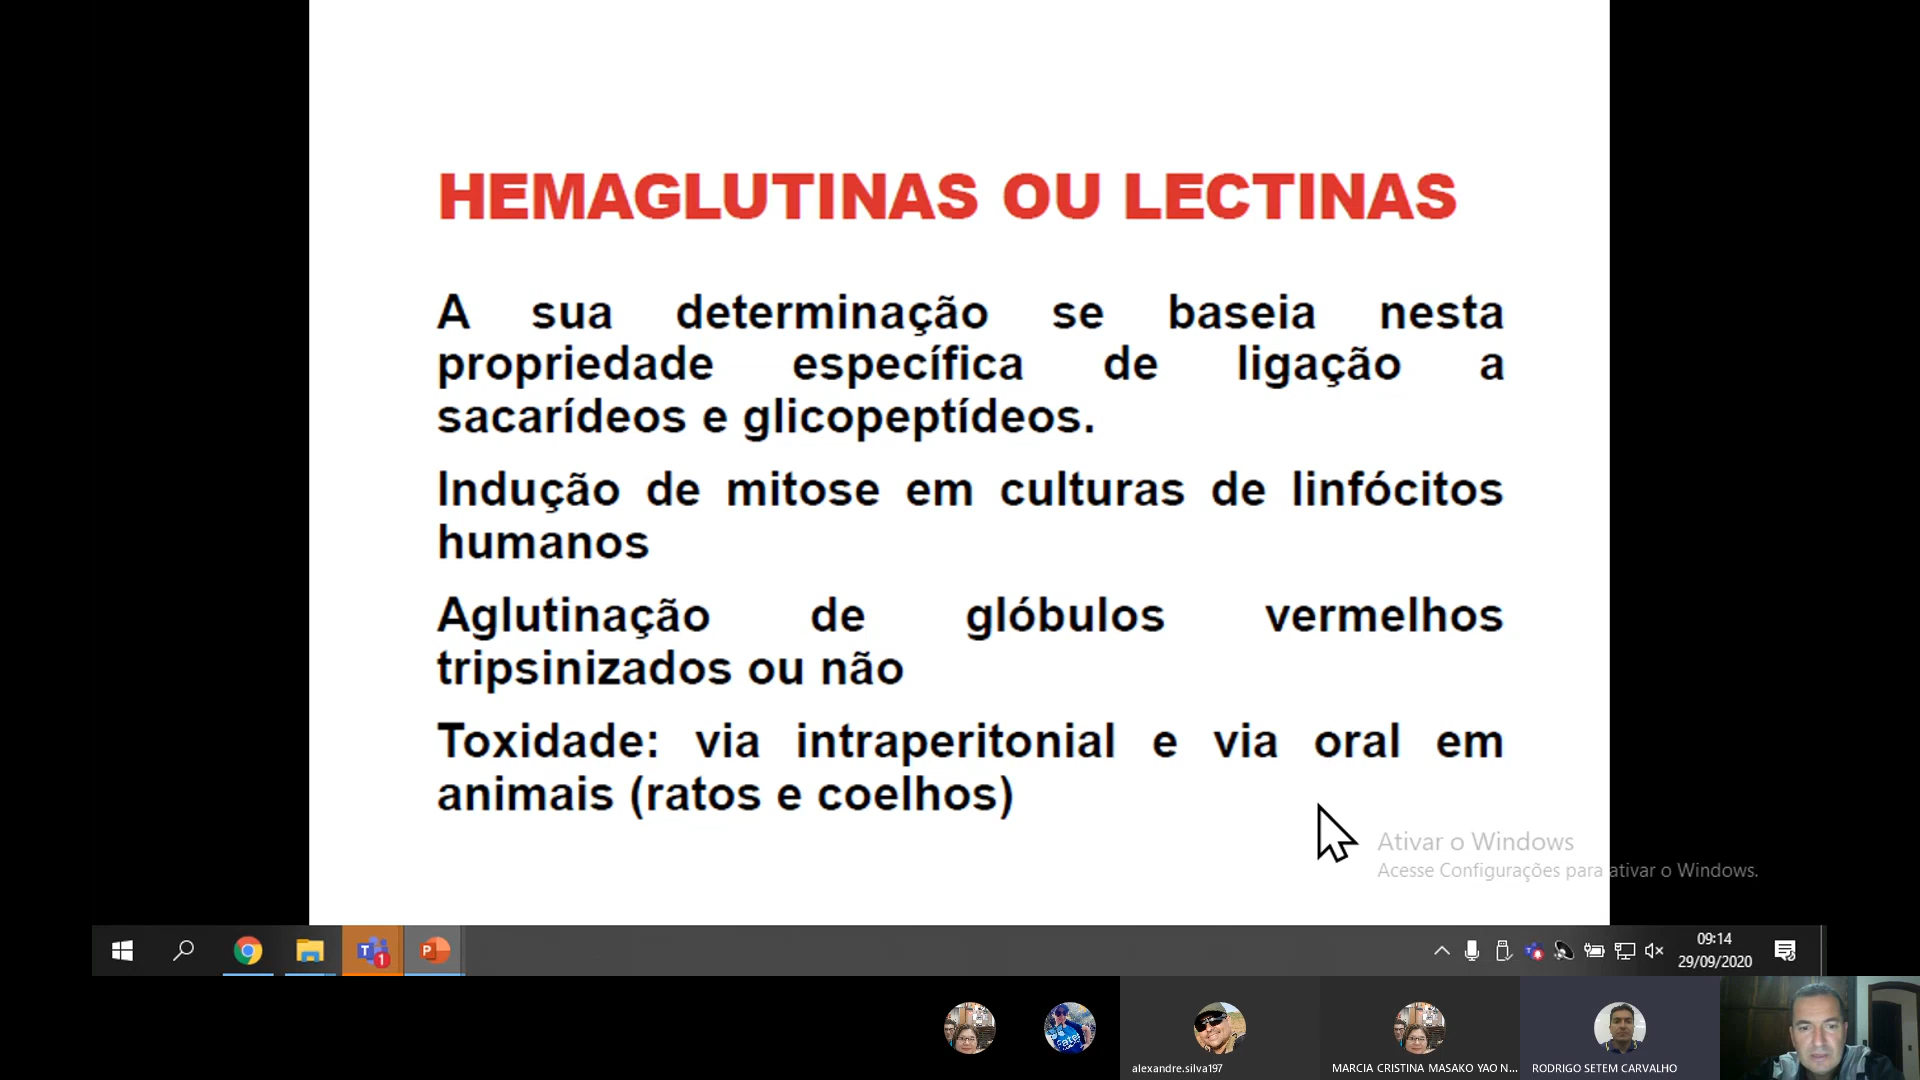 HEMAGLUTINAS OU LECTINAS
A sua determinação se baseia nesta
propriedade específica de ligação a
sacarídeos e glicopeptídeos.
Indução de mitose em culturas de linfócitos
humanos
Aglutinação de glóbulos vermelhos
tripsinizados ou não
Toxidade: via intraperitonial e via oral em
animais (ratos e coelhos)
Ativar o Windows
Acesse Configurações para ativar o Windows.
09:14
29/09/2020
alexandre.silva197
MARCIA CRISTINA MASAKO YAO N...
RODRIGO SETEM CARVALHO